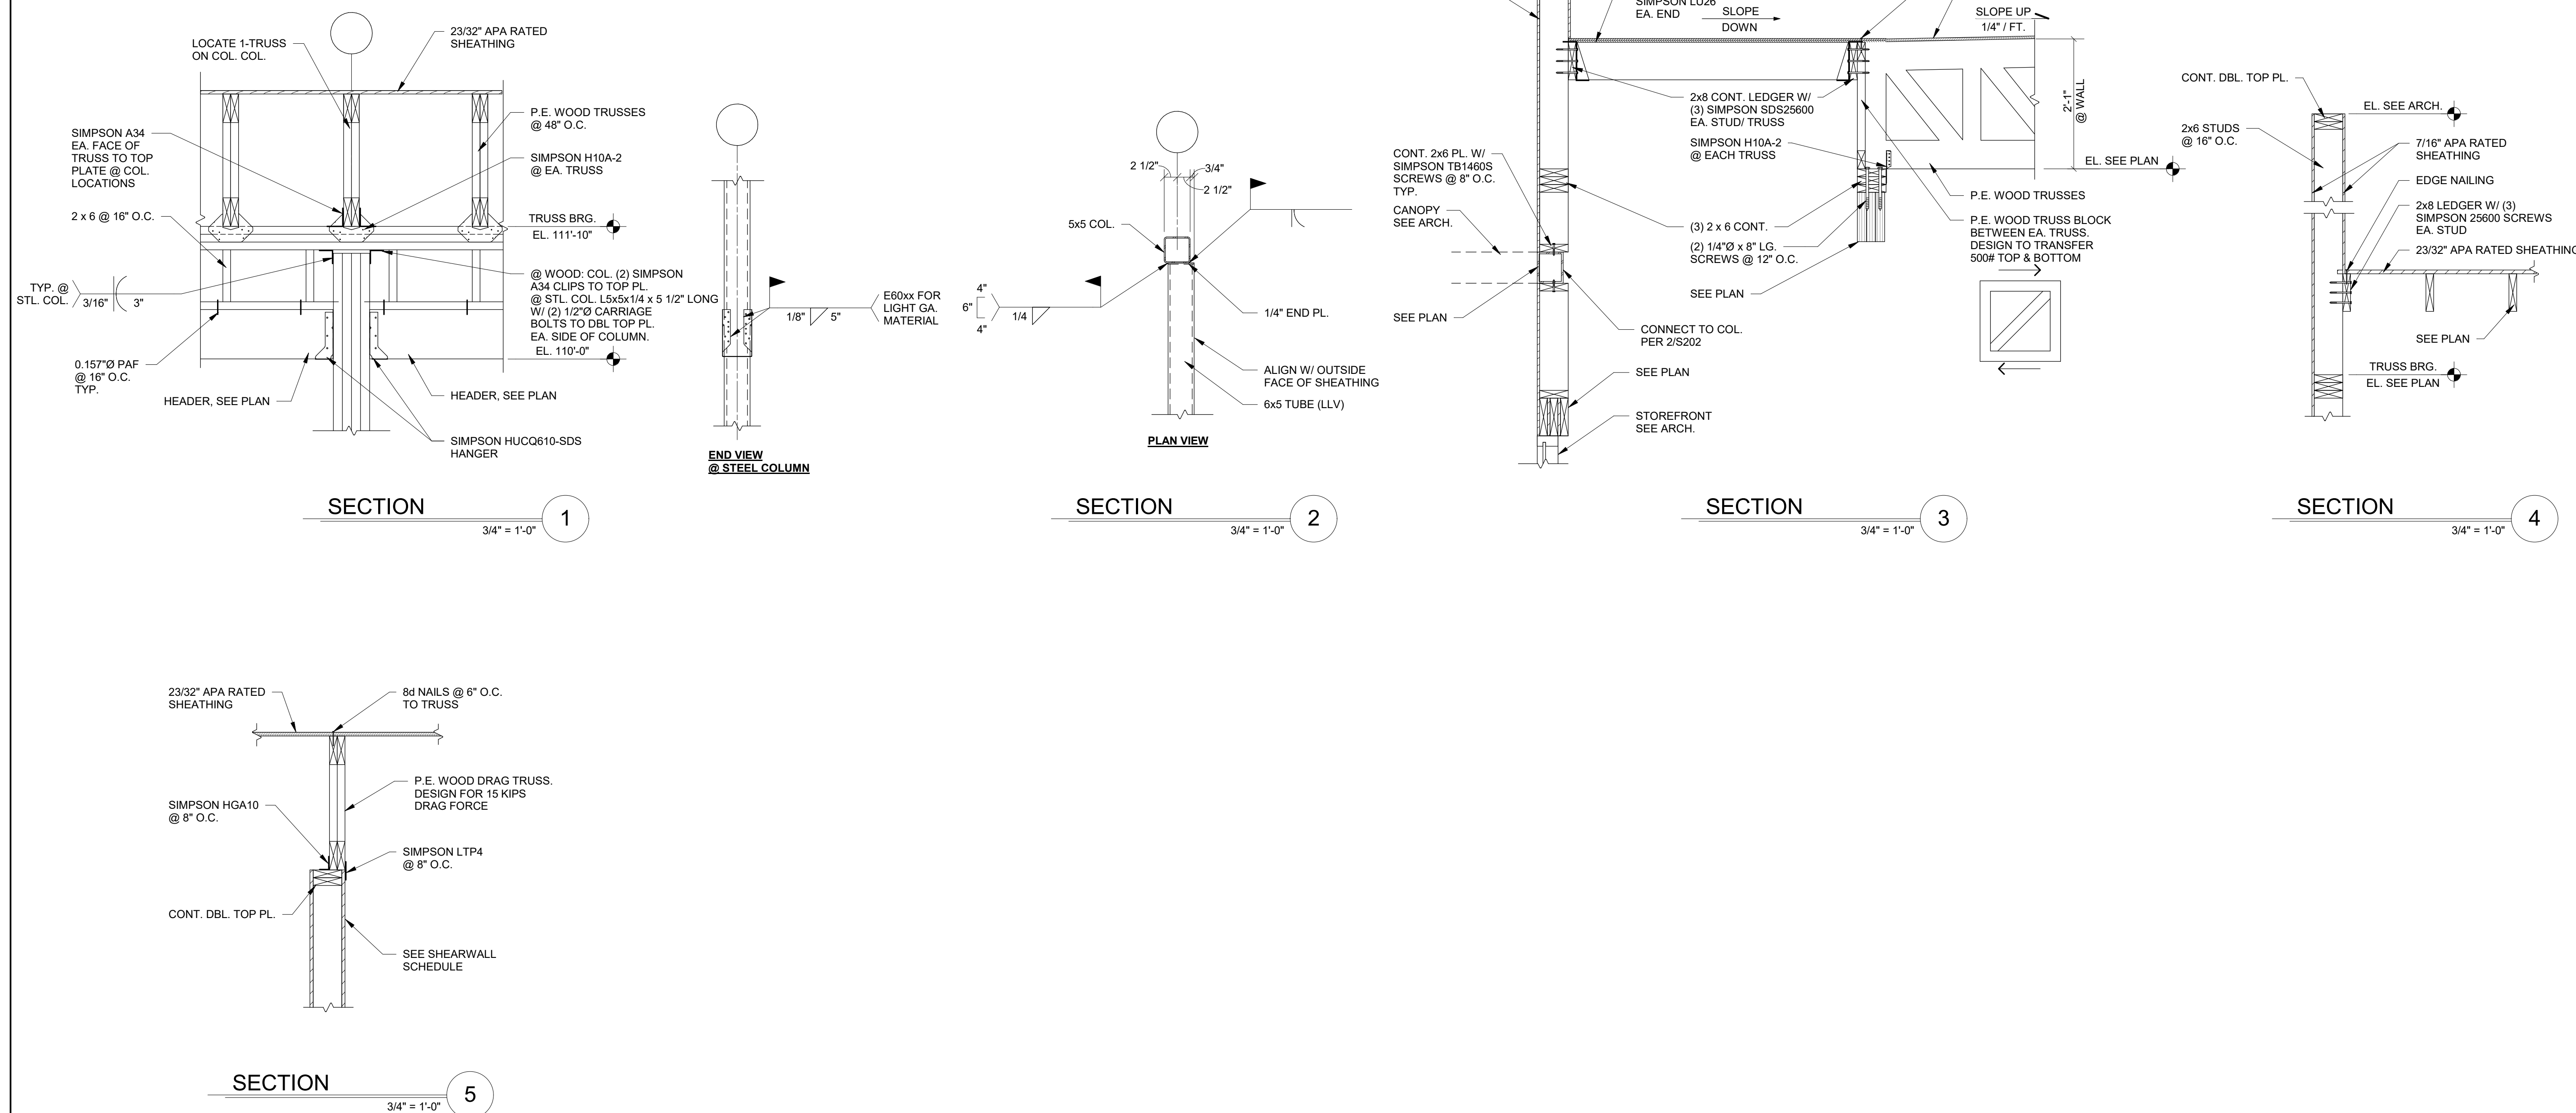 LOCATE 1-TRUSS
ON COL. COL.
23/32" APA RATED
SHEATHING
SIMPSON A34
EA. FACE OF
TRUSS TO TOP
PLATE @ COL.
LOCATIONS
P.E. WOOD TRUSSES
@ 48" O.C.
SIMPSON H10A-2
@ EA. TRUSS
2 x 6 @ 16" O.C.
TRUSS BRG.
EL. 111'-10"
TYP. @
STL. COL.
3/16"
3"
@ WOOD: COL. (2) SIMPSON
A34 CLIPS TO TOP PL.
@ STL. COL. L5x5x1/4 x 5 1/2" LONG
W/ (2) 1/2"Ø CARRIAGE
BOLTS TO DBL TOP PL.
EA. SIDE OF COLUMN.
EL. 110'-0"
0.157"Ø PAF
@ 16" O.C.
TYP.
HEADER, SEE PLAN
HEADER, SEE PLAN
SIMPSON HUCQ610-SDS
HANGER
SECTION
1
3/4" = 1'-0"
1/8"
5"
E60xx FOR
LIGHT GA.
MATERIAL
END VIEW
@ STEEL COLUMN
2 1/2"
3/4"
2 1/2"
5x5 COL.
4"
6"
4"
1/4
1/4" END PL.
ALIGN W/ OUTSIDE
FACE OF SHEATHING
6x5 TUBE (LLV)
PLAN VIEW
SECTION
2
3/4" = 1'-0"
SIMPSON LU26
EA. END
SLOPE
DOWN
SLOPE UP
1/4" / FT.
2x8 CONT. LEDGER W/
(3) SIMPSON SDS25600
EA. STUD/ TRUSS
2'-1"
@ WALL
SIMPSON H10A-2
@ EACH TRUSS
EL. SEE PLAN
CONT. 2x6 PL. W/
SIMPSON TB1460S
SCREWS @ 8" O.C.
TYP.
CANOPY
SEE ARCH.
P.E. WOOD TRUSSES
(3) 2 x 6 CONT.
(2) 1/4"Ø x 8" LG.
SCREWS @ 12" O.C.
P.E. WOOD TRUSS BLOCK
BETWEEN EA. TRUSS.
DESIGN TO TRANSFER
500# TOP & BOTTOM
SEE PLAN
SEE PLAN
CONNECT TO COL.
PER 2/S202
SEE PLAN
STOREFRONT
SEE ARCH.
SECTION
3
3/4" = 1'-0"
CONT. DBL. TOP PL.
EL. SEE ARCH.
2x6 STUDS
@ 16" O.C.
7/16" APA RATED
SHEATHING
EDGE NAILING
2x8 LEDGER W/ (3)
SIMPSON 25600 SCREWS
EA. STUD
23/32" APA RATED SHEATHING
SEE PLAN
TRUSS BRG.
EL. SEE PLAN
SECTION
4
3/4" = 1'-0"
23/32" APA RATED
SHEATHING
8d NAILS @ 6" O.C.
TO TRUSS
P.E. WOOD DRAG TRUSS.
DESIGN FOR 15 KIPS
DRAG FORCE
SIMPSON HGA10
@ 8" O.C.
SIMPSON LTP4
@ 8" O.C.
CONT. DBL. TOP PL.
SEE SHEARWALL
SCHEDULE
SECTION
5
3/4" = 1'-0"